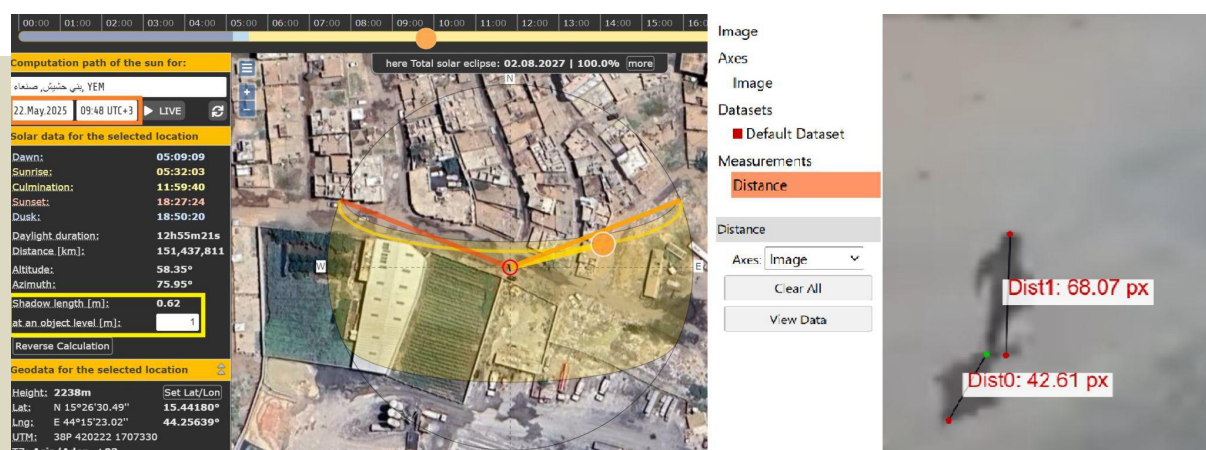 00:00 01:00 02:00 03:00 04:00 05:00 06:00 07:00 08:00 09:00 10:00 11:00 12:00 13:00 14:00 15:00 16:0
Computation path of the sun for:
بني حشيش, صنعاء, YEM
22.May.2025 09:48 UTC+3 LIVE
Solar data for the selected location
Dawn: 05:09:09
Sunrise: 05:32:03
Culmination: 11:59:40
Sunset: 18:27:24
Dusk: 18:50:20
Daylight duration: 12h55m21s
Distance [km]: 151,437,811
Altitude: 58.35°
Azimuth: 75.95°
Shadow length [m]: 0.62
at an object level [m]: 1
Reverse Calculation
Geodata for the selected location
Height: 2238m Set Lat/Lon
Lat: N 15°26'30.49" 15.44180°
Lng: E 44°15'23.02" 44.25639°
UTM: 38P 420222 1707330
here Total solar eclipse: 02.08.2027 | 100.0% more
N
W
E
+
-
Image
Axes
Image
Datasets
Default Dataset
Measurements
Distance
Distance
Axes: Image
Clear All
View Data
Dist1: 68.07 px
Dist0: 42.61 px